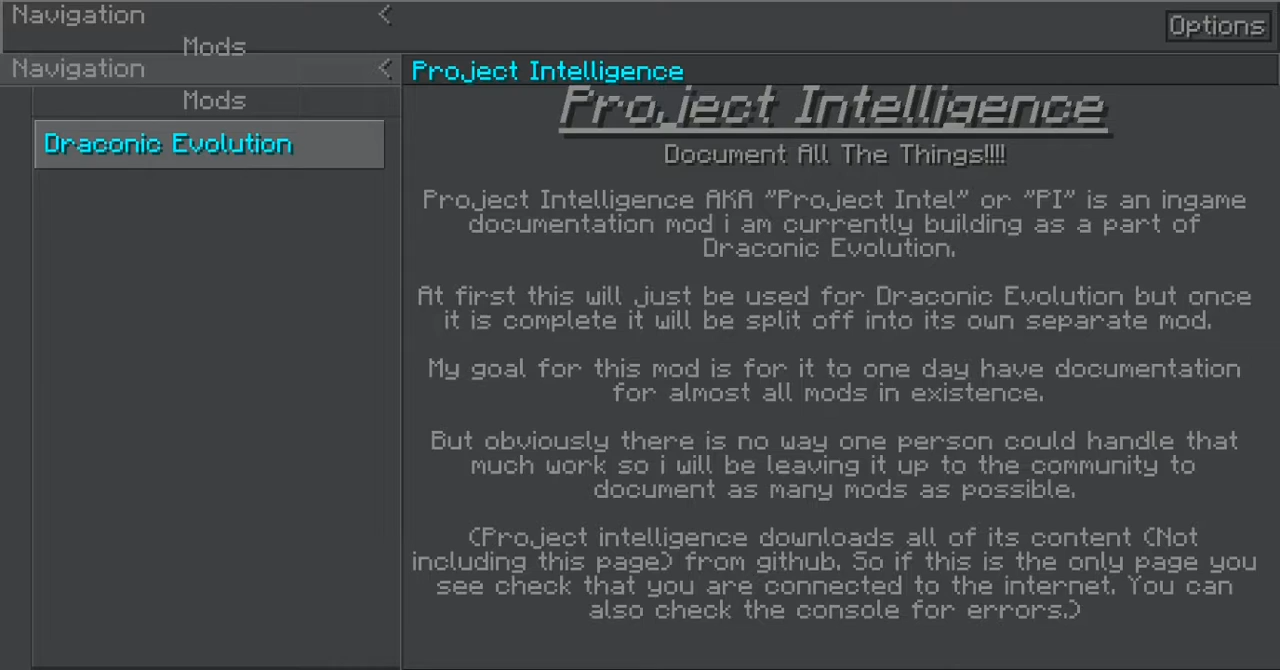 Navigation <
Options
Mods
Navigation <
Project Intelligence
Mods
Draconic Evolution
Project Intelligence
Document All The Things!!!!
Project Intelligence AKA "Project Intel" or "PI" is an ingame
documentation mod i am currently building as a part of
Draconic Evolution.
At first this will just be used for Draconic Evolution but once
it is complete it will be split off into its own separate mod.
My goal for this mod is for it to one day have documentation
for almost all mods in existence.
But obviously there is no way one person could handle that
much work so i will be leaving it up to the community to
document as many mods as possible.
(Project intelligence downloads all of its content (Not
including this page) from github. So if this is the only page you
see check that you are connected to the internet. You can
also check the console for errors.)